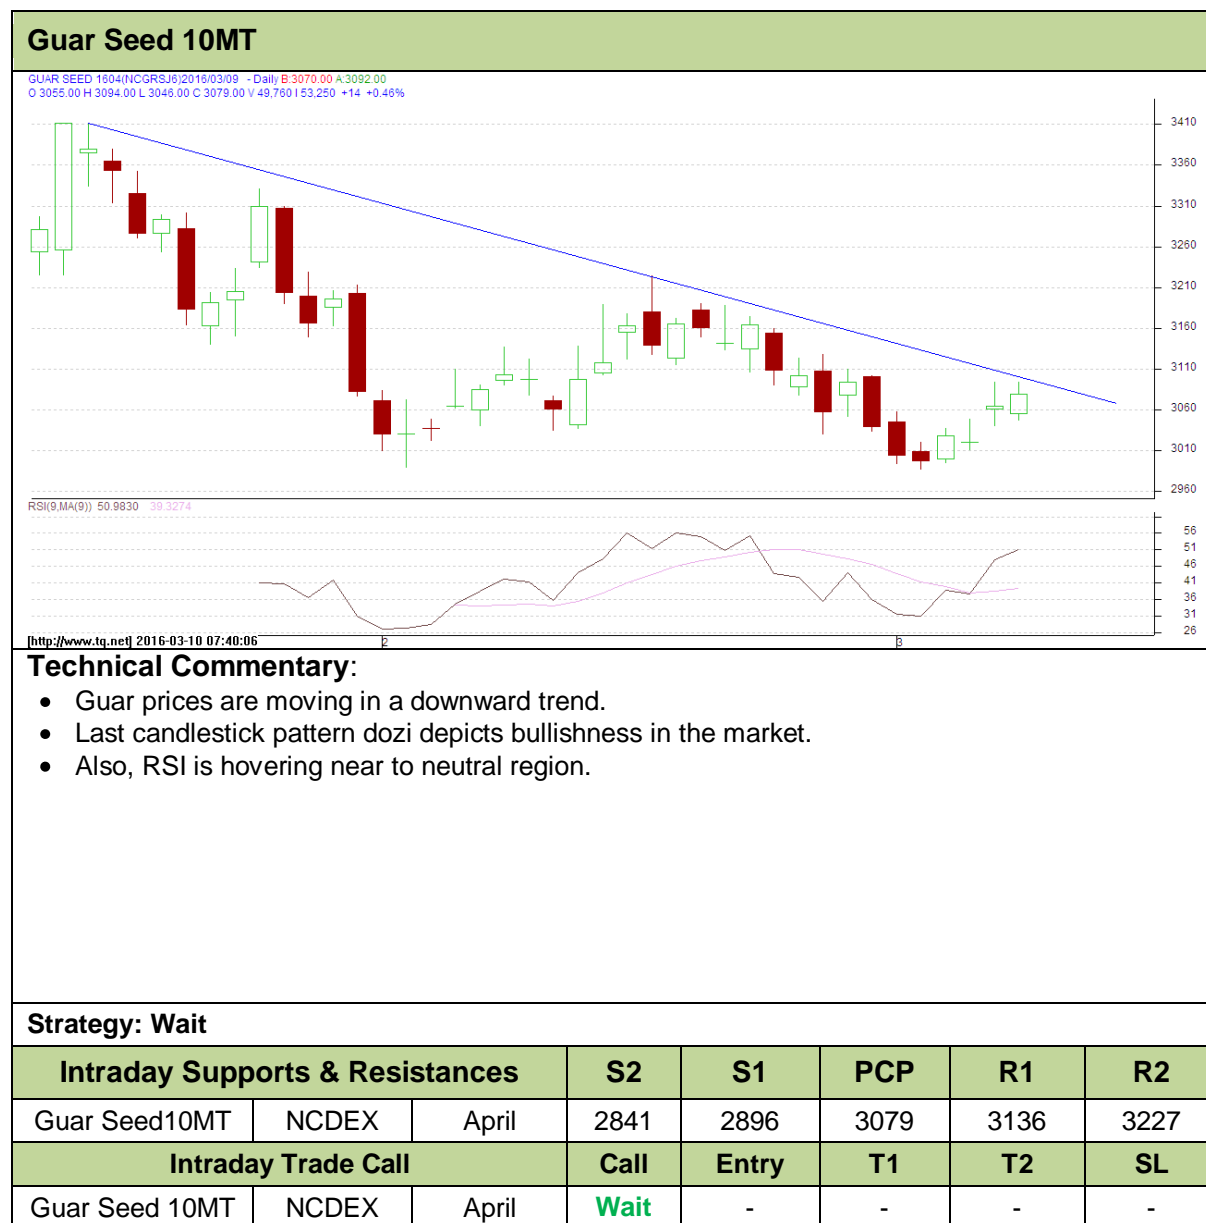 Guar Seed 10MT
GUAR SEED 1604(NCGRSJ6)2016/03/09 - Daily B:3070.00 A:3092.00
O 3055.00 H 3094.00 L 3046.00 C 3079.00 V 49,760 I 53,250 +14 +0.46%
3410
3360
3310
3260
3210
3160
3110
3060
3010
2960
RSI(9,MA(9)) 50.9830 39.3274
56
51
46
41
36
31
26
[http://www.tq.net] 2016-03-10 07:40:06 2 3
Technical Commentary:
• Guar prices are moving in a downward trend.
• Last candlestick pattern dozi depicts bullishness in the market.
• Also, RSI is hovering near to neutral region.
Strategy: Wait
Intraday Supports & Resistances S2 S1 PCP R1 R2
Guar Seed10MT NCDEX April 2841 2896 3079 3136 3227
Intraday Trade Call Call Entry T1 T2 SL
Guar Seed 10MT NCDEX April Wait - - - -